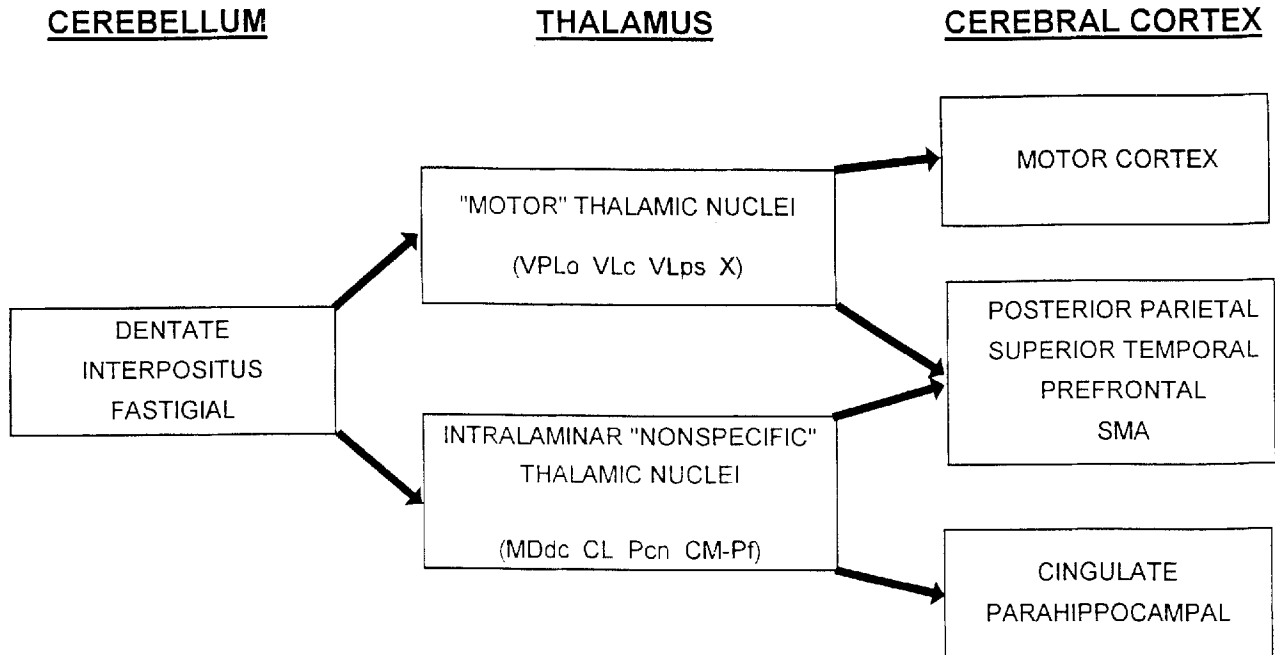 CEREBELLUM
THALAMUS
CEREBRAL CORTEX
DENTATE
INTERPOSITUS
FASTIGIAL
"MOTOR" THALAMIC NUCLEI
(VPLo VLc VLps X)
INTRALAMINAR "NONSPECIFIC"
THALAMIC NUCLEI
(MDdc CL Pcn CM-Pf)
MOTOR CORTEX
POSTERIOR PARIETAL
SUPERIOR TEMPORAL
PREFRONTAL
SMA
CINGULATE
PARAHIPPOCAMPAL